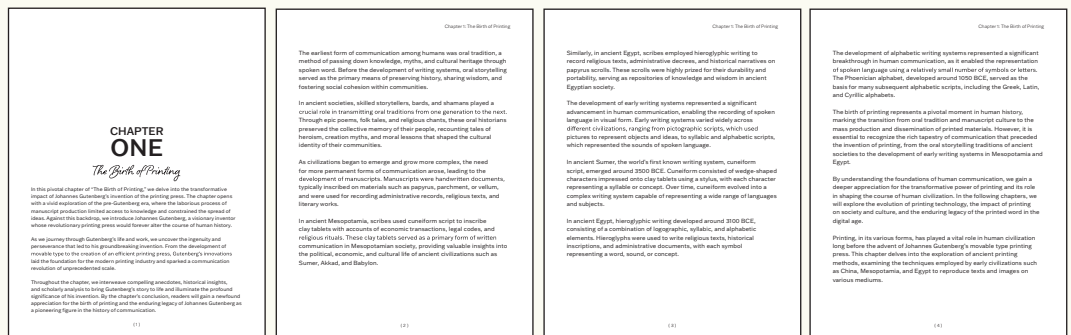 CHAPTER
ONE
The Birth of Printing
In this pivotal chapter of "The Birth of Printing," we delve into the transformative
impact of Johannes Gutenberg's invention of the printing press. The chapter opens
with a vivid exploration of the pre-Gutenberg era, where the laborious process of
manuscript production limited access to knowledge and constrained the spread of
ideas. Against this backdrop, we introduce Johannes Gutenberg, a visionary inventor
whose revolutionary printing press would forever alter the course of human history.
As we journey through Gutenberg's life and work, we uncover the ingenuity and
perseverance that led to his groundbreaking invention. From the development of
movable type to the creation of an efficient printing press, Gutenberg's innovations
laid the foundation for the modern printing industry and sparked a communication
revolution of unprecedented scale.
Throughout the chapter, we interweave compelling anecdotes, historical insights,
and scholarly analysis to bring Gutenberg's story to life and illuminate the profound
significance of his invention. By the chapter's conclusion, readers will gain a newfound
appreciation for the birth of printing and the enduring legacy of Johannes Gutenberg as
a pioneering figure in the history of communication.
( 1 )
Chapter 1: The Birth of Printing
The earliest form of communication among humans was oral tradition, a
method of passing down knowledge, myths, and cultural heritage through
spoken word. Before the development of writing systems, oral storytelling
served as the primary means of preserving history, sharing wisdom, and
fostering social cohesion within communities.
In ancient societies, skilled storytellers, bards, and shamans played a
crucial role in transmitting oral traditions from one generation to the next.
Through epic poems, folk tales, and religious chants, these oral historians
preserved the collective memory of their people, recounting tales of
heroism, creation myths, and moral lessons that shaped the cultural
identity of their communities.
As civilizations began to emerge and grow more complex, the need
for more permanent forms of communication arose, leading to the
development of manuscripts. Manuscripts were handwritten documents,
typically inscribed on materials such as papyrus, parchment, or vellum,
and were used for recording administrative records, religious texts, and
literary works.
In ancient Mesopotamia, scribes used cuneiform script to inscribe
clay tablets with accounts of economic transactions, legal codes, and
religious rituals. These clay tablets served as a primary form of written
communication in Mesopotamian society, providing valuable insights into
the political, economic, and cultural life of ancient civilizations such as
Sumer, Akkad, and Babylon.
( 2 )
Chapter 1: The Birth of Printing
Similarly, in ancient Egypt, scribes employed hieroglyphic writing to
record religious texts, administrative decrees, and historical narratives on
papyrus scrolls. These scrolls were highly prized for their durability and
portability, serving as repositories of knowledge and wisdom in ancient
Egyptian society.
The development of early writing systems represented a significant
advancement in human communication, enabling the recording of spoken
language in visual form. Early writing systems varied widely across
different civilizations, ranging from pictographic scripts, which used
pictures to represent objects and ideas, to syllabic and alphabetic scripts,
which represented the sounds of spoken language.
In ancient Sumer, the world's first known writing system, cuneiform
script, emerged around 3500 BCE. Cuneiform consisted of wedge-shaped
characters impressed onto clay tablets using a stylus, with each character
representing a syllable or concept. Over time, cuneiform evolved into a
complex writing system capable of representing a wide range of languages
and subjects.
In ancient Egypt, hieroglyphic writing developed around 3100 BCE,
consisting of a combination of logographic, syllabic, and alphabetic
elements. Hieroglyphs were used to write religious texts, historical
inscriptions, and administrative documents, with each symbol
representing a word, sound, or concept.
( 3 )
Chapter 1: The Birth of Printing
The development of alphabetic writing systems represented a significant
breakthrough in human communication, as it enabled the representation
of spoken language using a relatively small number of symbols or letters.
The Phoenician alphabet, developed around 1050 BCE, served as the
basis for many subsequent alphabetic scripts, including the Greek, Latin,
and Cyrillic alphabets.
The birth of printing represents a pivotal moment in human history,
marking the transition from oral tradition and manuscript culture to the
mass production and dissemination of printed materials. However, it is
essential to recognize the rich tapestry of communication that preceded
the invention of printing, from the oral storytelling traditions of ancient
societies to the development of early writing systems in Mesopotamia and
Egypt.
By understanding the foundations of human communication, we gain a
deeper appreciation for the transformative power of printing and its role
in shaping the course of human civilization. In the following chapters, we
will explore the evolution of printing technology, the impact of printing
on society and culture, and the enduring legacy of the printed word in the
digital age.
Printing, in its various forms, has played a vital role in human civilization
long before the advent of Johannes Gutenberg's movable type printing
press. This chapter delves into the exploration of ancient printing
methods, examining the techniques employed by early civilizations such
as China, Mesopotamia, and Egypt to reproduce texts and images on
various mediums.
( 4 )